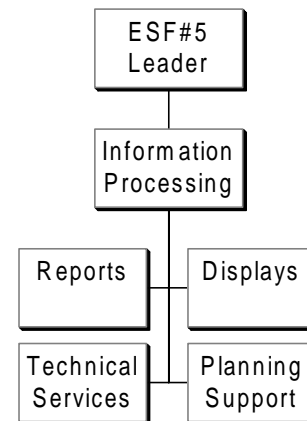 ESF#5
Leader
Information
Processing
Reports
Displays
Technical
Services
Planning
Support